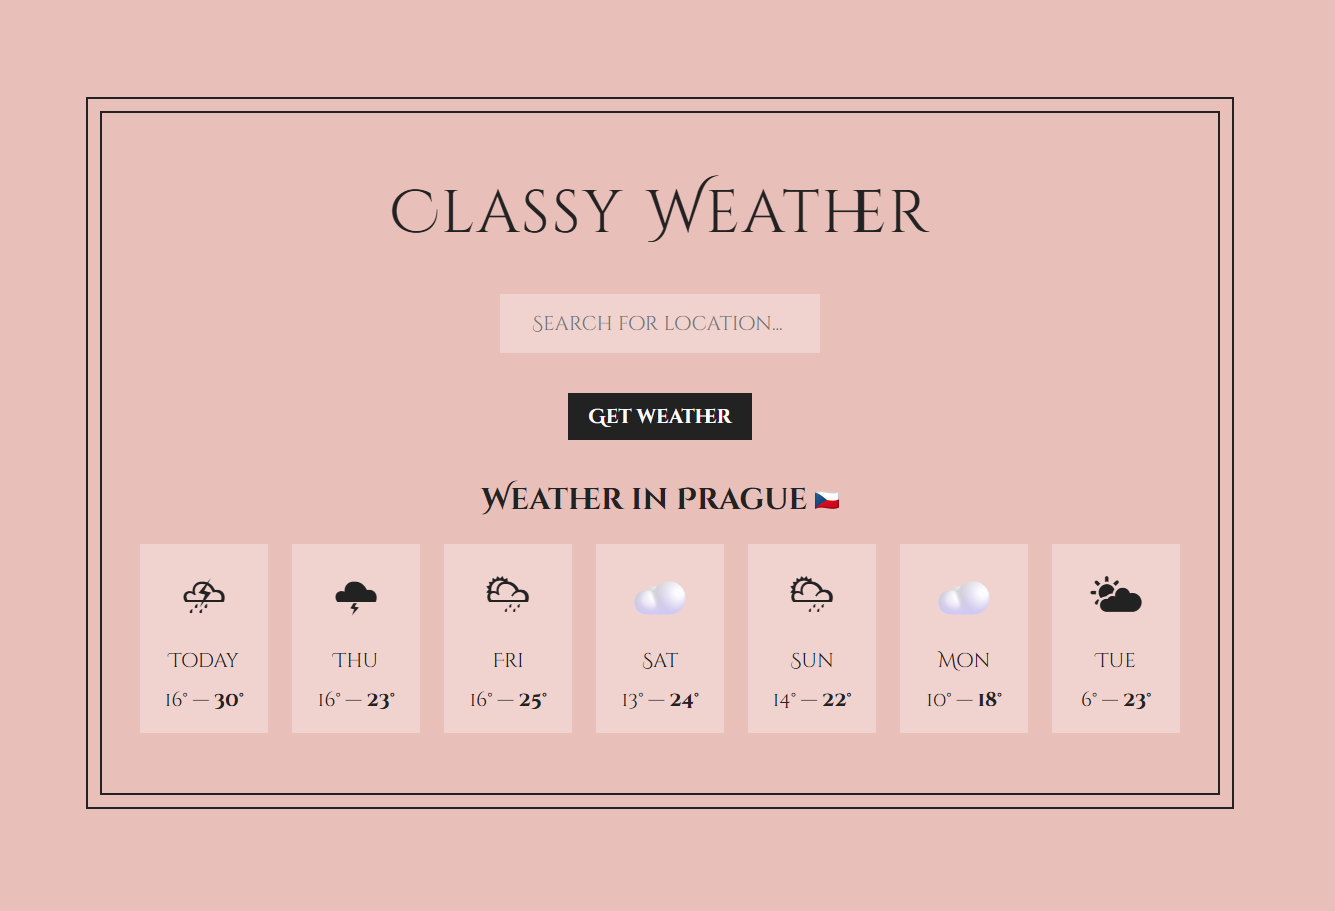 Classy Weather
Search for location...
Get weather
Weather in Prague 🇨🇿
Today Thu Fri Sat Sun Mon Tue
16° — 30° 16° — 23° 16° — 25° 13° — 24° 14° — 22° 10° — 18° 6° — 23°